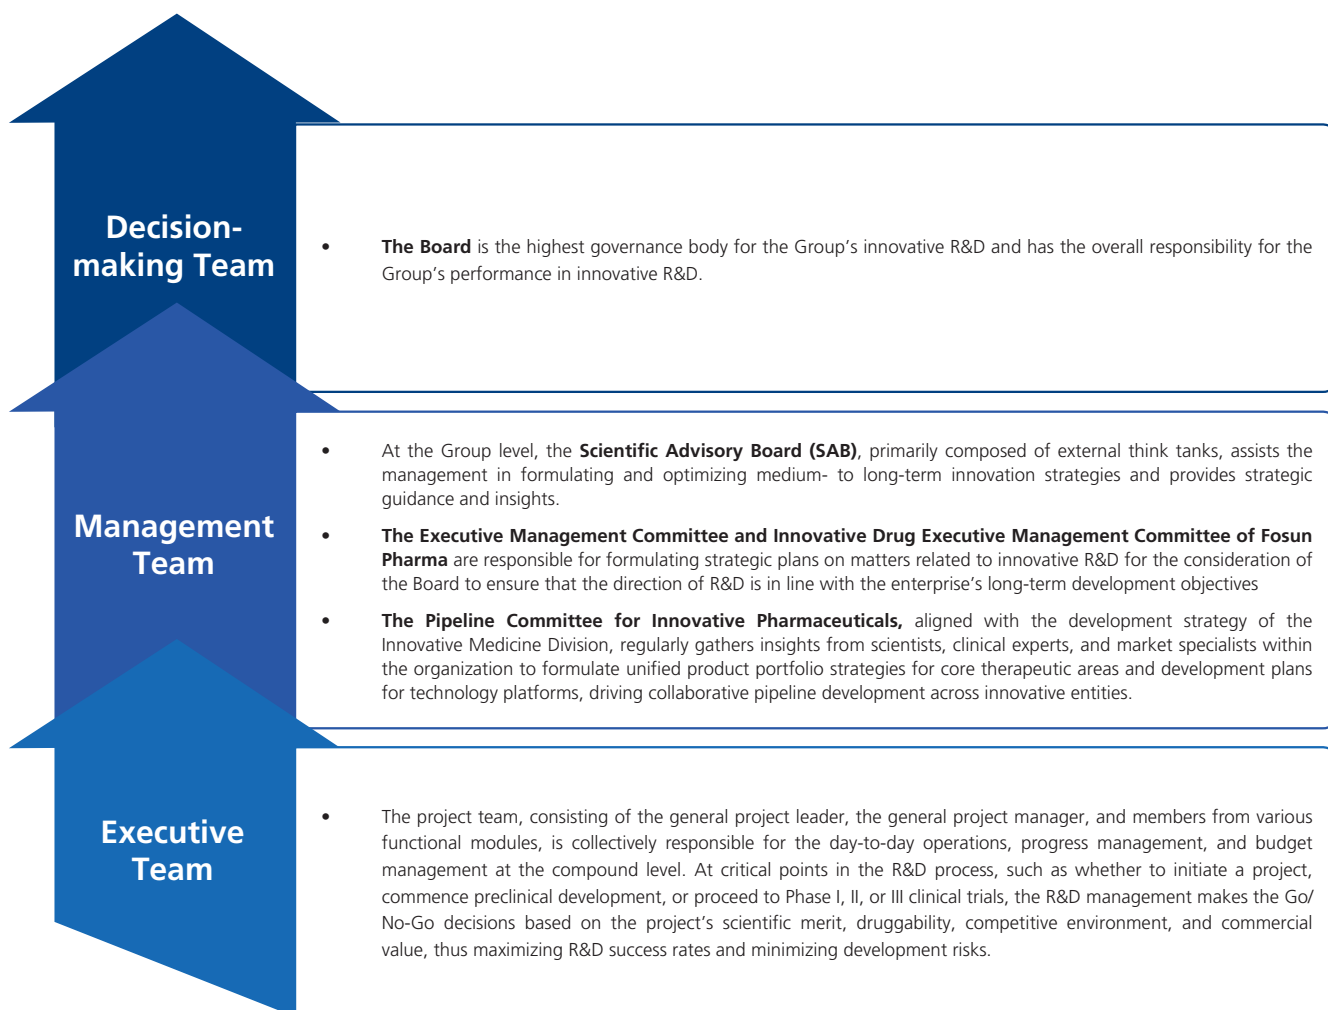 Decision-
making Team
• The Board is the highest governance body for the Group’s innovative R&D and has the overall responsibility for the
Group’s performance in innovative R&D.
Management
Team
• At the Group level, the Scientific Advisory Board (SAB), primarily composed of external think tanks, assists the
management in formulating and optimizing medium- to long-term innovation strategies and provides strategic
guidance and insights.
• The Executive Management Committee and Innovative Drug Executive Management Committee of Fosun
Pharma are responsible for formulating strategic plans on matters related to innovative R&D for the consideration of
the Board to ensure that the direction of R&D is in line with the enterprise’s long-term development objectives
• The Pipeline Committee for Innovative Pharmaceuticals, aligned with the development strategy of the
Innovative Medicine Division, regularly gathers insights from scientists, clinical experts, and market specialists within
the organization to formulate unified product portfolio strategies for core therapeutic areas and development plans
for technology platforms, driving collaborative pipeline development across innovative entities.
Executive
Team
• The project team, consisting of the general project leader, the general project manager, and members from various
functional modules, is collectively responsible for the day-to-day operations, progress management, and budget
management at the compound level. At critical points in the R&D process, such as whether to initiate a project,
commence preclinical development, or proceed to Phase I, II, or III clinical trials, the R&D management makes the Go/
No-Go decisions based on the project’s scientific merit, druggability, competitive environment, and commercial
value, thus maximizing R&D success rates and minimizing development risks.